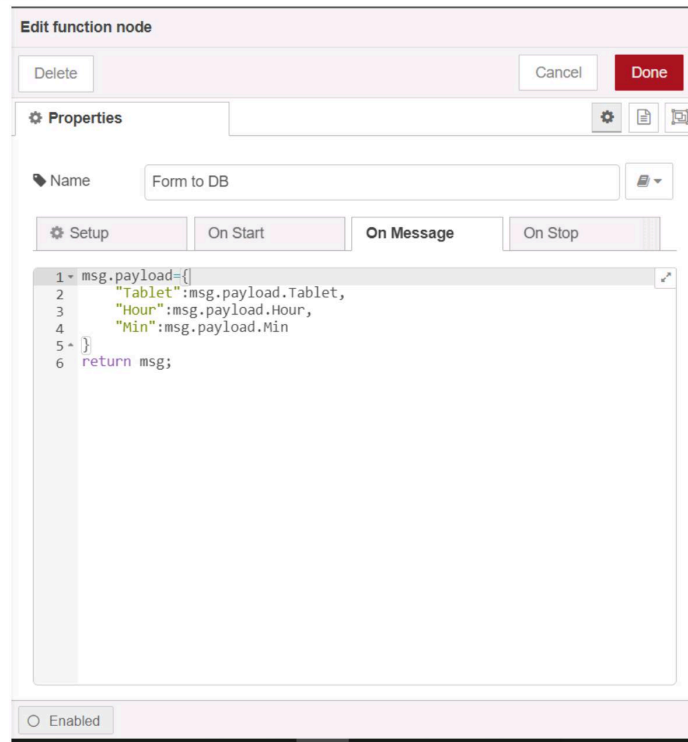 Edit function node
Delete
Cancel
Done
Properties
Name
Form to DB
Setup
On Start
On Message
On Stop
1 msg.payload={
2 "Tablet":msg.payload.Tablet,
3 "Hour":msg.payload.Hour,
4 "Min":msg.payload.Min
5 }
6 return msg;
Enabled